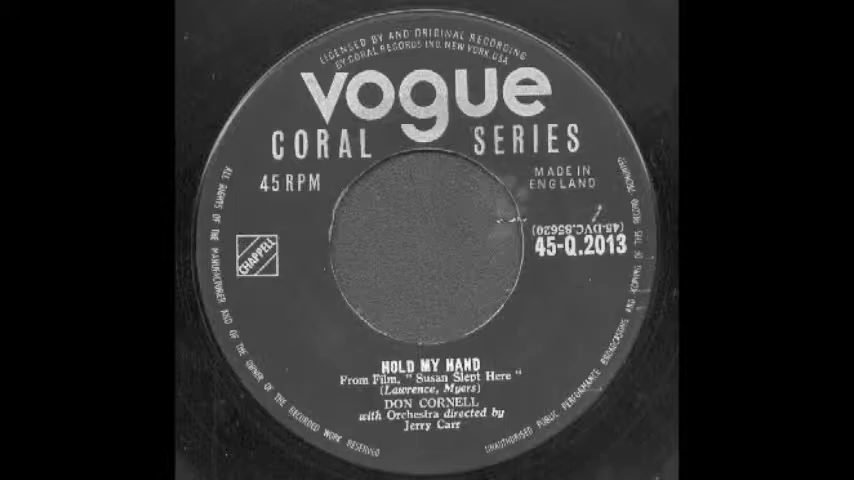 LICENSED BY AND ORIGINAL RECORDING
BY CORAL RECORDS INC. NEW YORK, USA
vogue
CORAL SERIES
45 RPM
MADE IN
ENGLAND
(45-DVC.85620)
45-Q.2013
CHAPPELL
HOLD MY HAND
From Film, "Susan Slept Here"
(Lawrence, Myers)
DON CORNELL
with Orchestra directed by
Jerry Carr
ALL RIGHTS OF THE MANUFACTURER AND OF THE OWNER OF THE RECORDED WORK RESERVED
UNAUTHORISED PUBLIC PERFORMANCE BROADCASTING AND COPYING OF THIS RECORD PROHIBITED